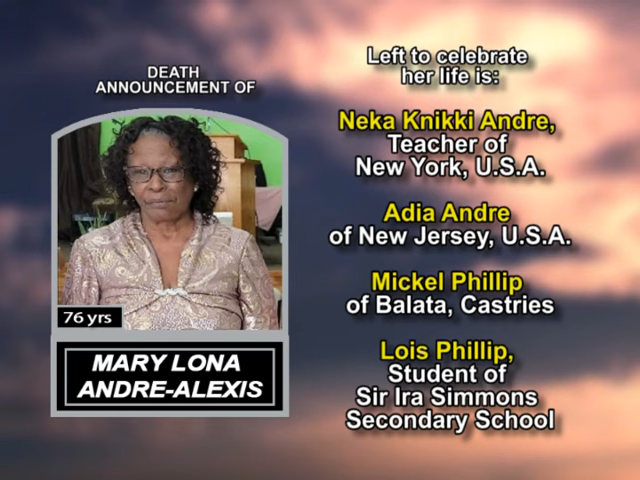 DEATH
ANNOUNCEMENT OF
76 yrs
MARY LONA
ANDRE-ALEXIS
Left to celebrate
her life is:
Neka Knikki Andre,
Teacher of
New York, U.S.A.
Adia Andre
of New Jersey, U.S.A.
Mickel Phillip
of Balata, Castries
Lois Phillip,
Student of
Sir Ira Simmons
Secondary School